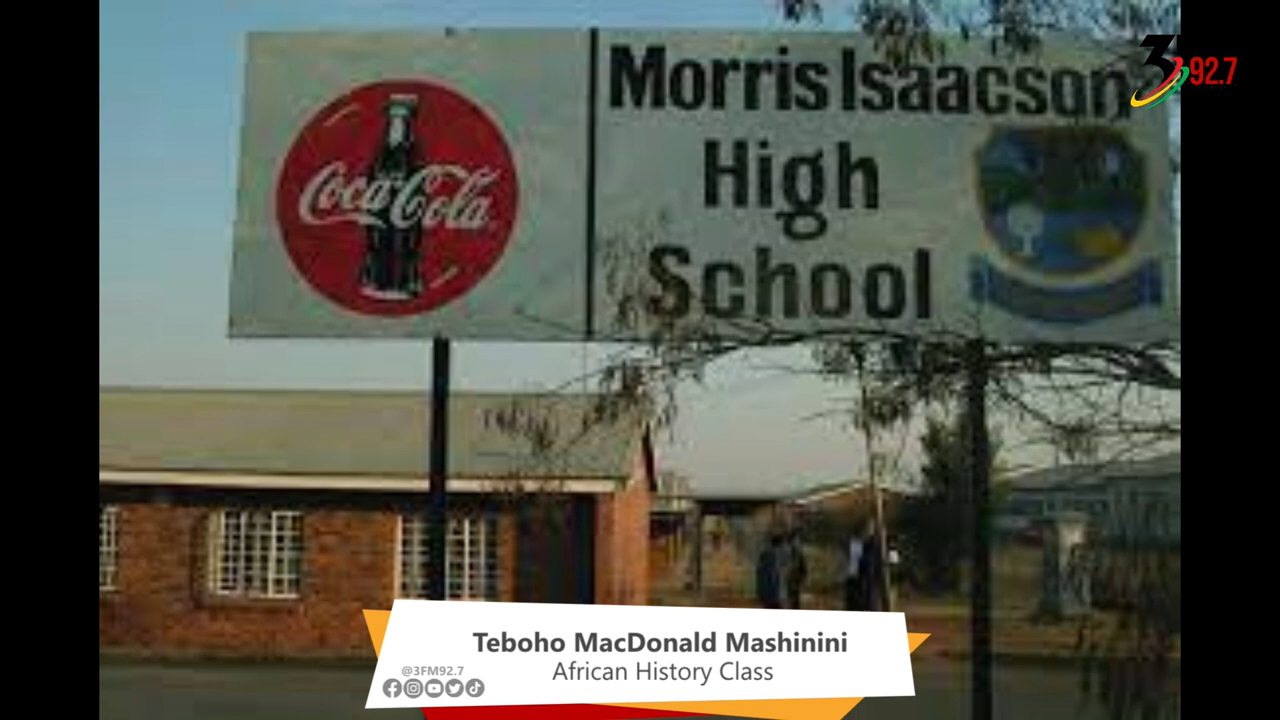 Coca-Cola
Morris Isaacson
High
School
3
92.7
Teboho MacDonald Mashinini
African History Class
@3FM92.7